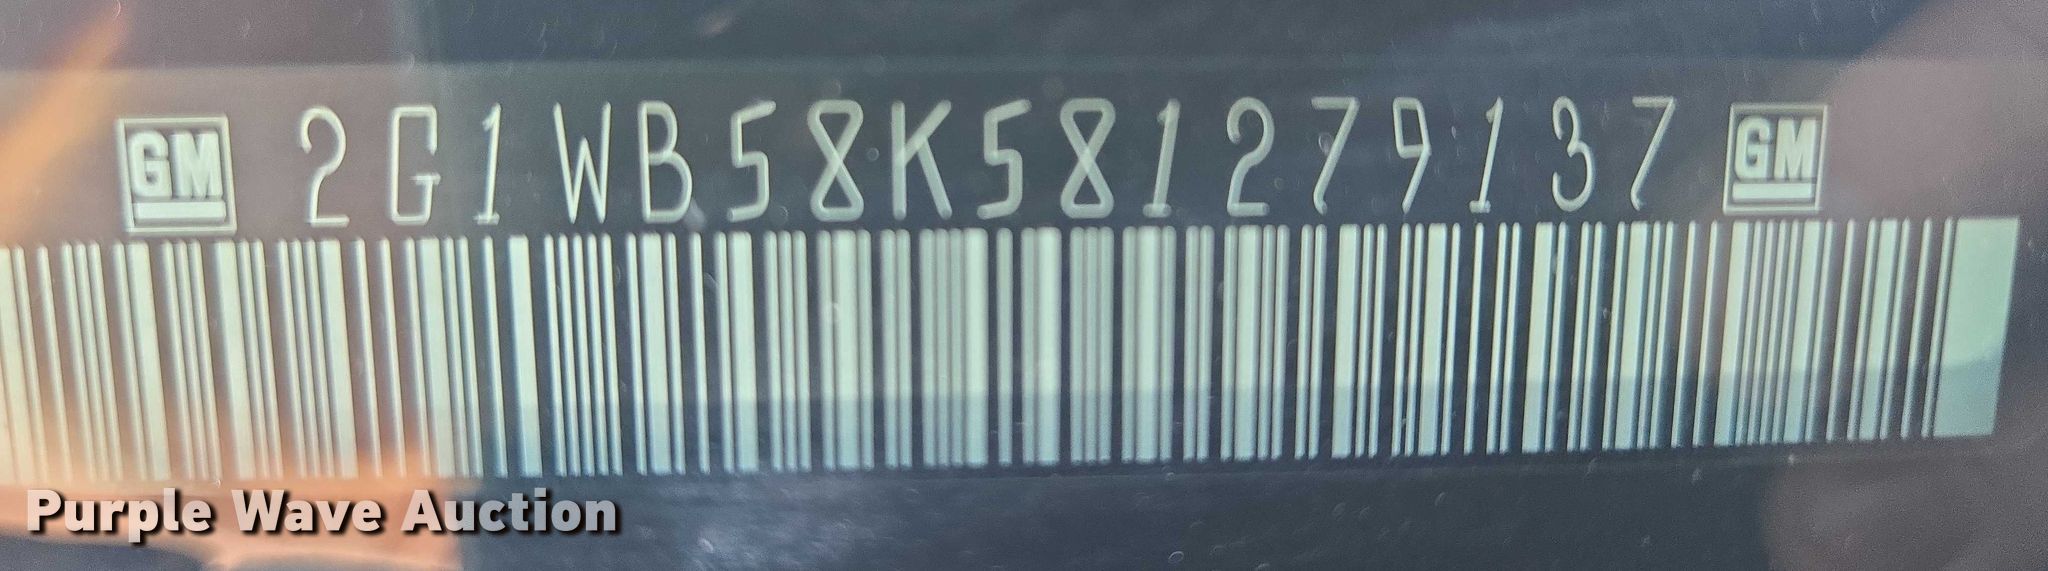 GM 2G1WB58K581279137 GM
Purple Wave Auction